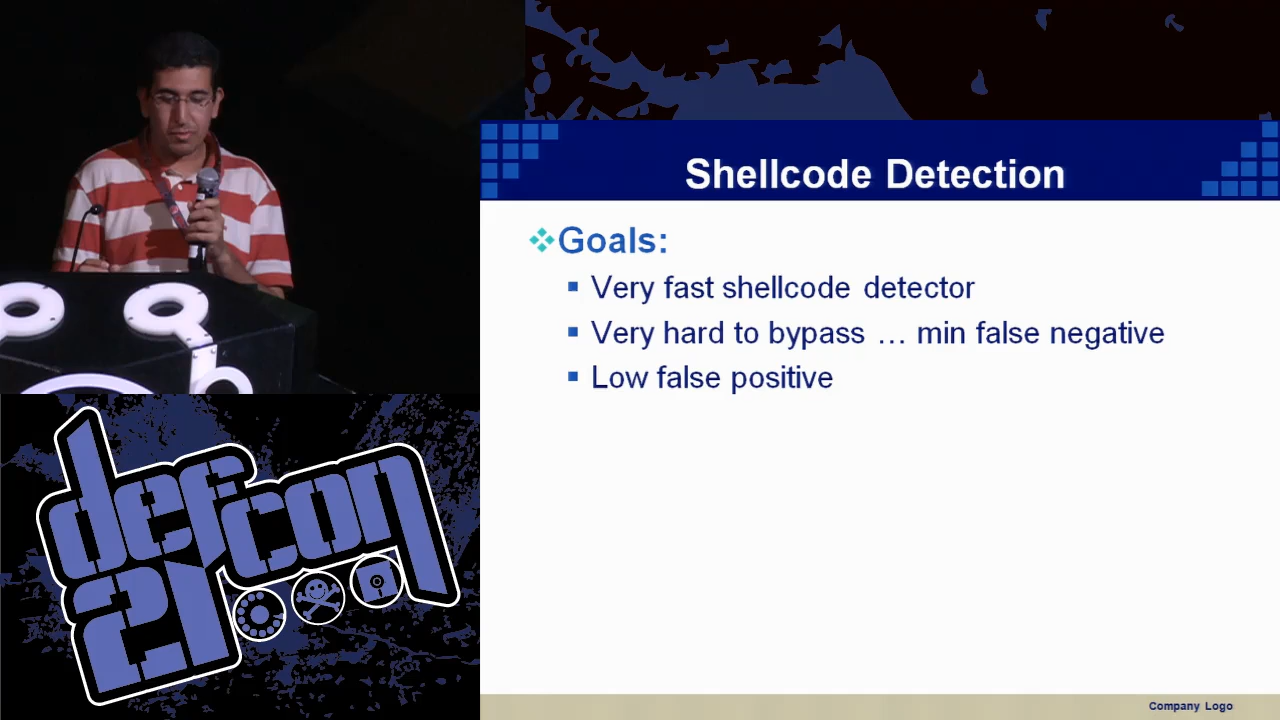 Shellcode Detection
Goals:
Very fast shellcode detector
Very hard to bypass … min false negative
Low false positive
Company Logo
defcon
21